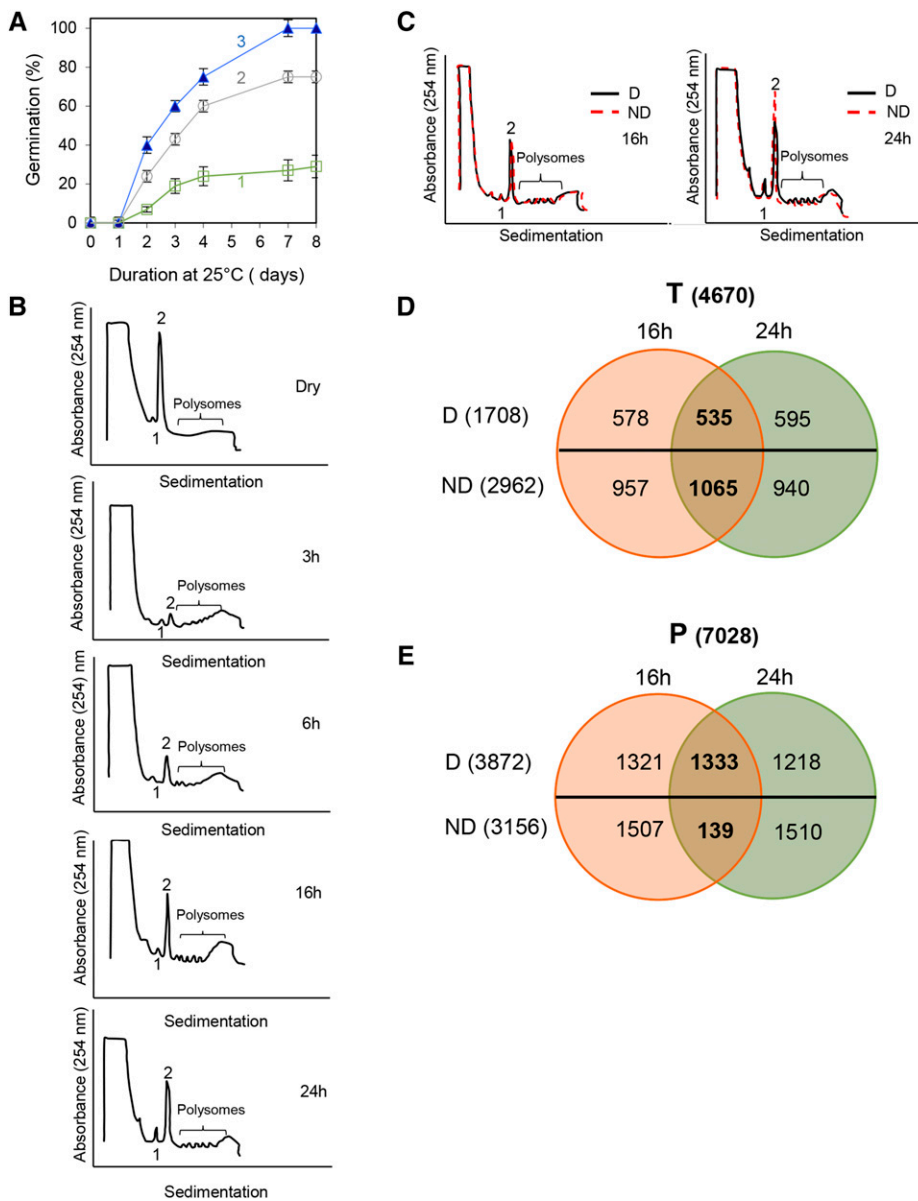 A
Germination (%)
100
80
60
40
20
0
3
2
1
0 1 2 3 4 7 8
Duration at 25°C ( days)
B
Absorbance (254 nm)
2
Dry
Polysomes
1
Sedimentation
Absorbance (254 nm)
3h
Polysomes
2
1
Sedimentation
Absorbance (254) nm
6h
2
Polysomes
1
Sedimentation
Absorbance (254 nm)
2
16h
Polysomes
1
Sedimentation
Absorbance (254 nm)
2
24h
Polysomes
1
Sedimentation
C
Absorbance (254 nm)
D
ND
2
16h
Polysomes
1
Sedimentation
Absorbance (254 nm)
2
D
ND
24h
Polysomes
1
Sedimentation
D
T (4670)
16h 24h
D (1708) 578 535 595
ND (2962) 957 1065 940
E
P (7028)
16h 24h
D (3872) 1321 1333 1218
ND (3156) 1507 139 1510